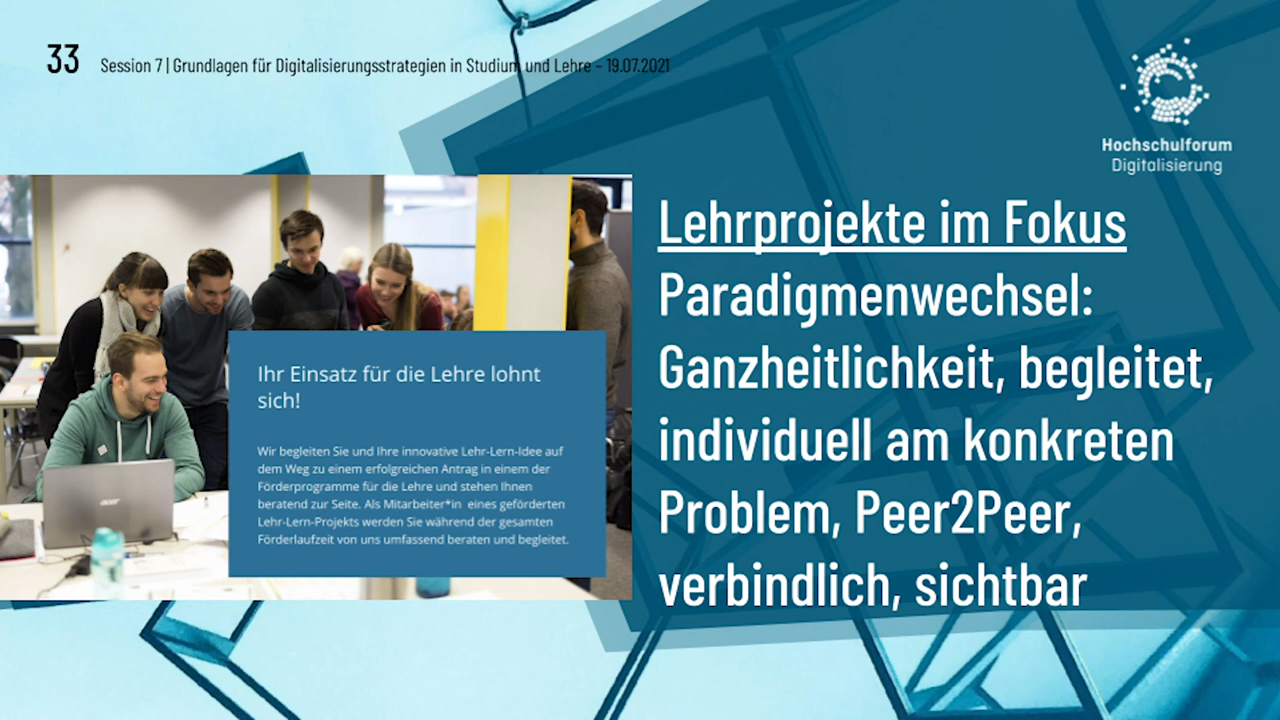 33 Session 7 | Grundlagen für Digitalisierungsstrategien in Studium und Lehre – 19.07.2021
Hochschulforum
Digitalisierung
Lehrprojekte im Fokus
Paradigmenwechsel:
Ganzheitlichkeit, begleitet,
individuell am konkreten
Problem, Peer2Peer,
verbindlich, sichtbar
Ihr Einsatz für die Lehre lohnt
sich!
Wir begleiten Sie und Ihre innovative Lehr-Lern-Idee auf
dem Weg zu einem erfolgreichen Antrag in einem der
Förderprogramme für die Lehre und stehen Ihnen
beratend zur Seite. Als Mitarbeiter*in eines geförderten
Lehr-Lern-Projekts werden Sie während der gesamten
Förderlaufzeit von uns umfassend beraten und begleitet.
acer